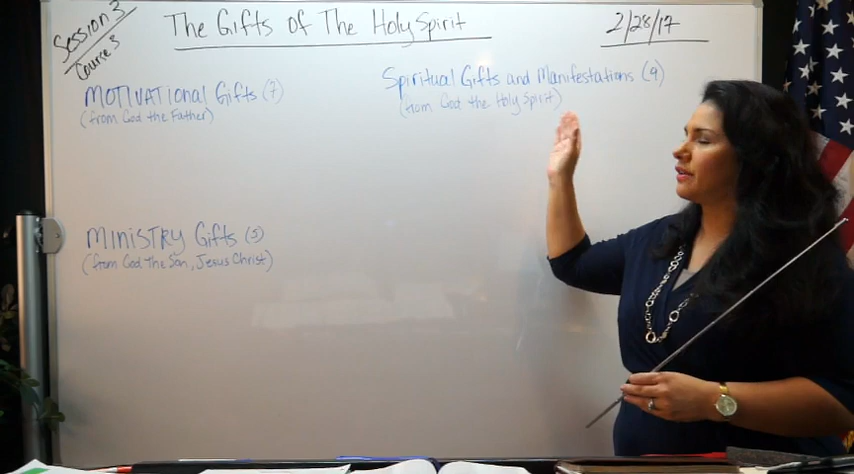 Session 3
Course 3
The Gifts of The Holy Spirit
2/28/17
MOTIVATIONAL Gifts (7)
(from God the Father)
Spiritual Gifts and Manifestations (9)
(from God the Holy Spirit)
MINISTRY Gifts (5)
(from God The Son, Jesus Christ)